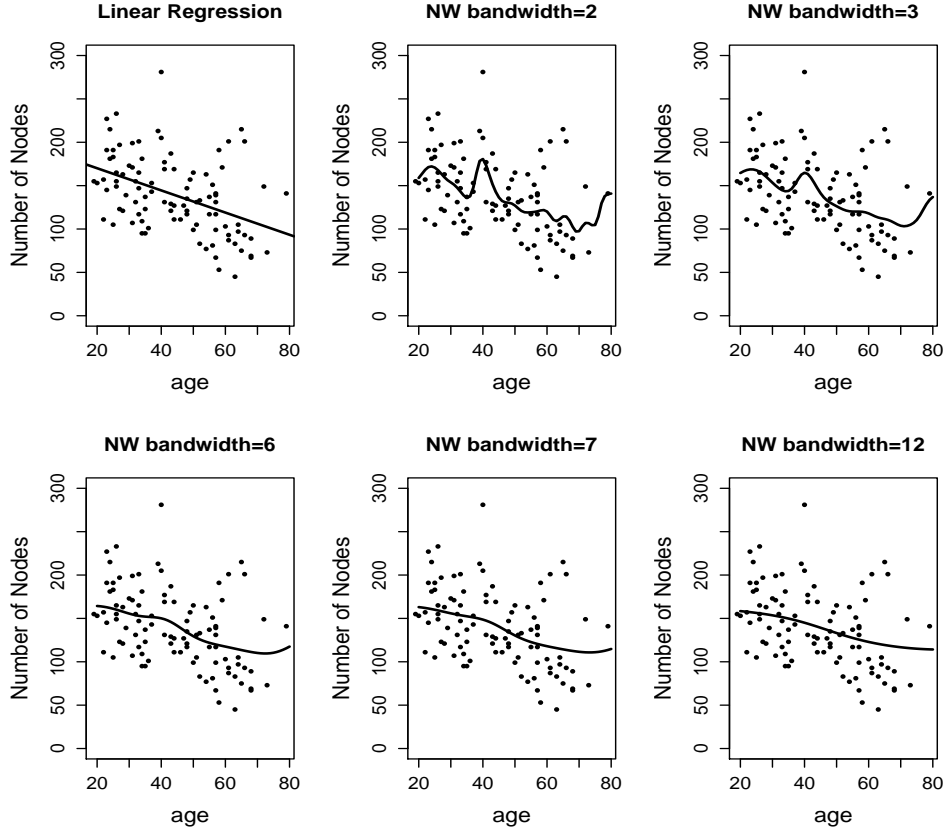 Linear Regression
NW bandwidth=2
NW bandwidth=3
Number of Nodes
0 50 100 200 300
20 40 60 80
age
Number of Nodes
0 50 100 200 300
20 40 60 80
age
Number of Nodes
0 50 100 200 300
20 40 60 80
age
NW bandwidth=6
NW bandwidth=7
NW bandwidth=12
Number of Nodes
0 50 100 200 300
20 40 60 80
age
Number of Nodes
0 50 100 200 300
20 40 60 80
age
Number of Nodes
0 50 100 200 300
20 40 60 80
age